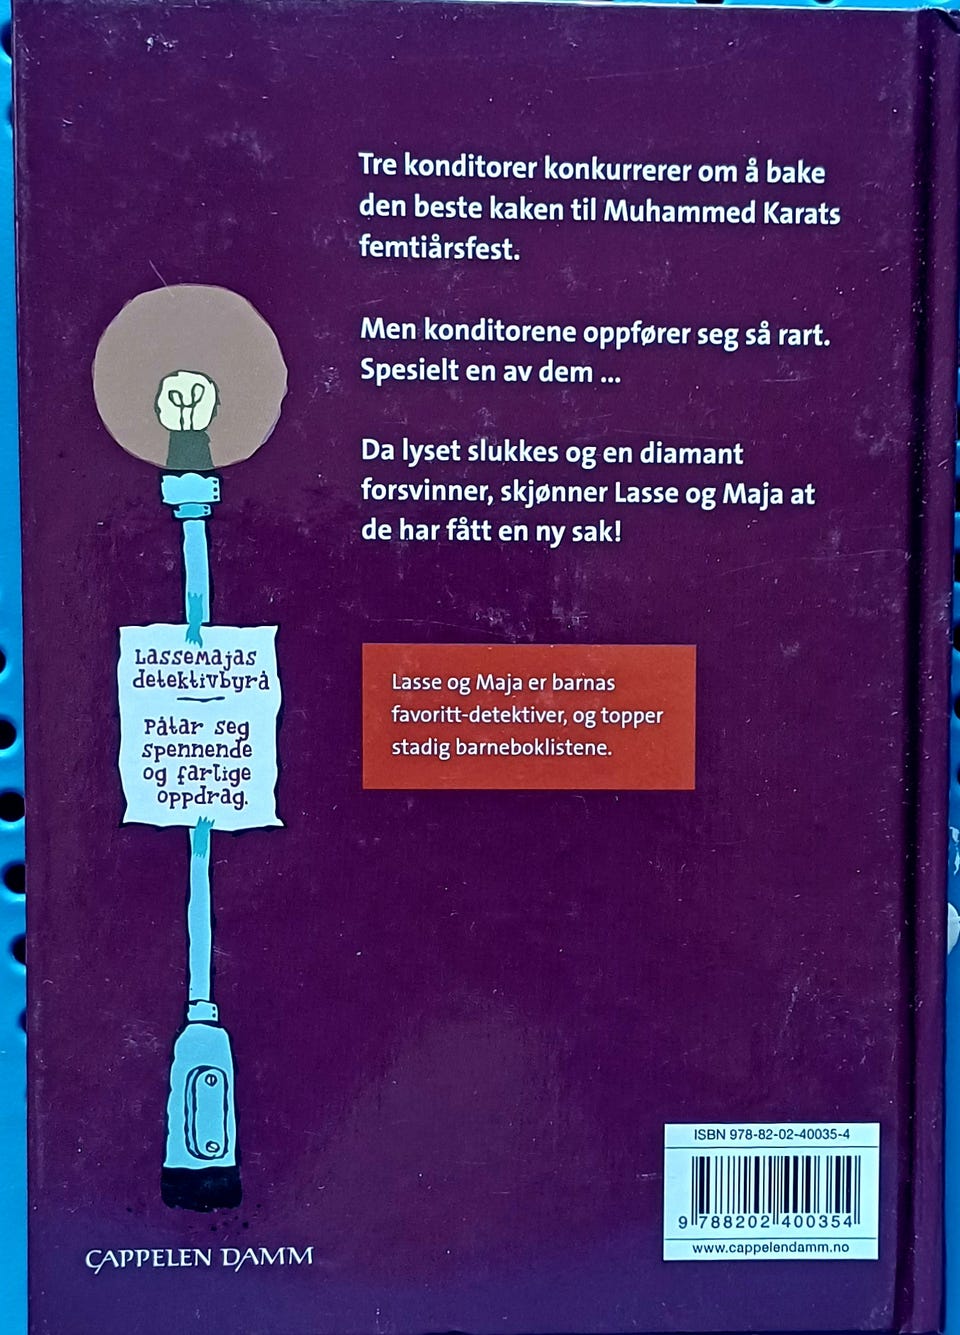 Tre konditorer konkurrerer om å bake
den beste kaken til Muhammed Karats
femtiårsfest.
Men konditorene oppfører seg så rart.
Spesielt en av dem ...
Da lyset slukkes og en diamant
forsvinner, skjønner Lasse og Maja at
de har fått en ny sak!
LasseMajas
detektivbyrå
Påtar seg
spennende
og farlige
oppdrag.
Lasse og Maja er barnas
favoritt-detektiver, og topper
stadig barneboklistene.
ISBN 978-82-02-40035-4
9 788202 400354
www.cappelendamm.no
CAPPELEN DAMM